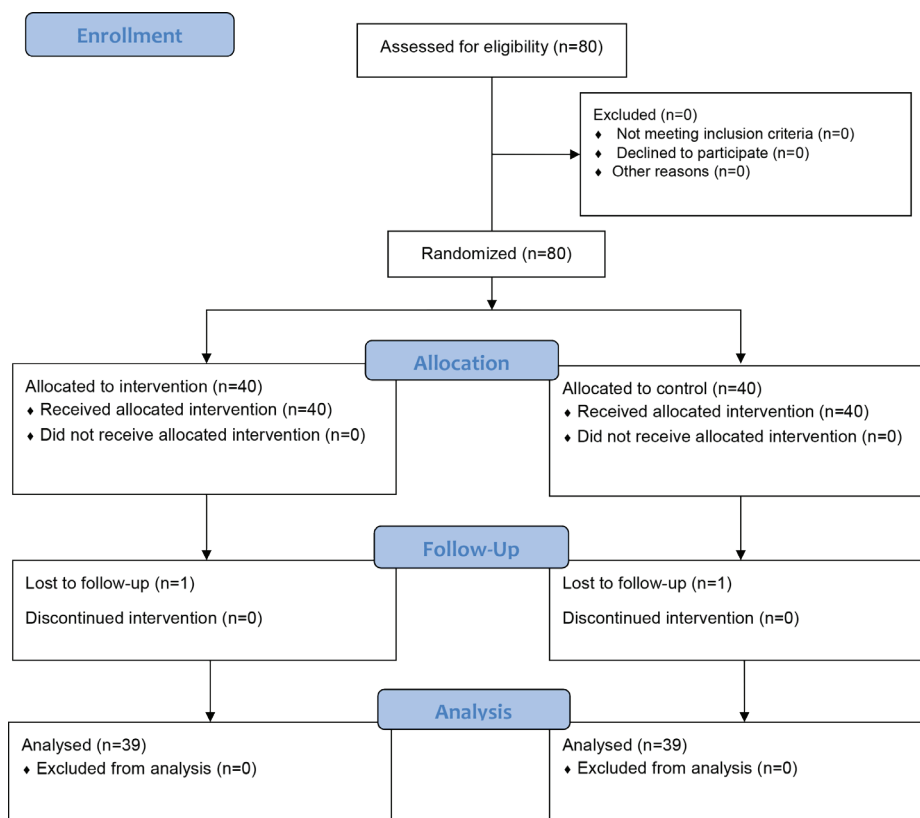 Enrollment
Assessed for eligibility (n=80)
Excluded (n=0)
♦ Not meeting inclusion criteria (n=0)
♦ Declined to participate (n=0)
♦ Other reasons (n=0)
Randomized (n=80)
Allocation
Allocated to intervention (n=40)
♦ Received allocated intervention (n=40)
♦ Did not receive allocated intervention (n=0)
Allocated to control (n=40)
♦ Received allocated intervention (n=40)
♦ Did not receive allocated intervention (n=0)
Follow-Up
Lost to follow-up (n=1)
Discontinued intervention (n=0)
Lost to follow-up (n=1)
Discontinued intervention (n=0)
Analysis
Analysed (n=39)
♦ Excluded from analysis (n=0)
Analysed (n=39)
♦ Excluded from analysis (n=0)